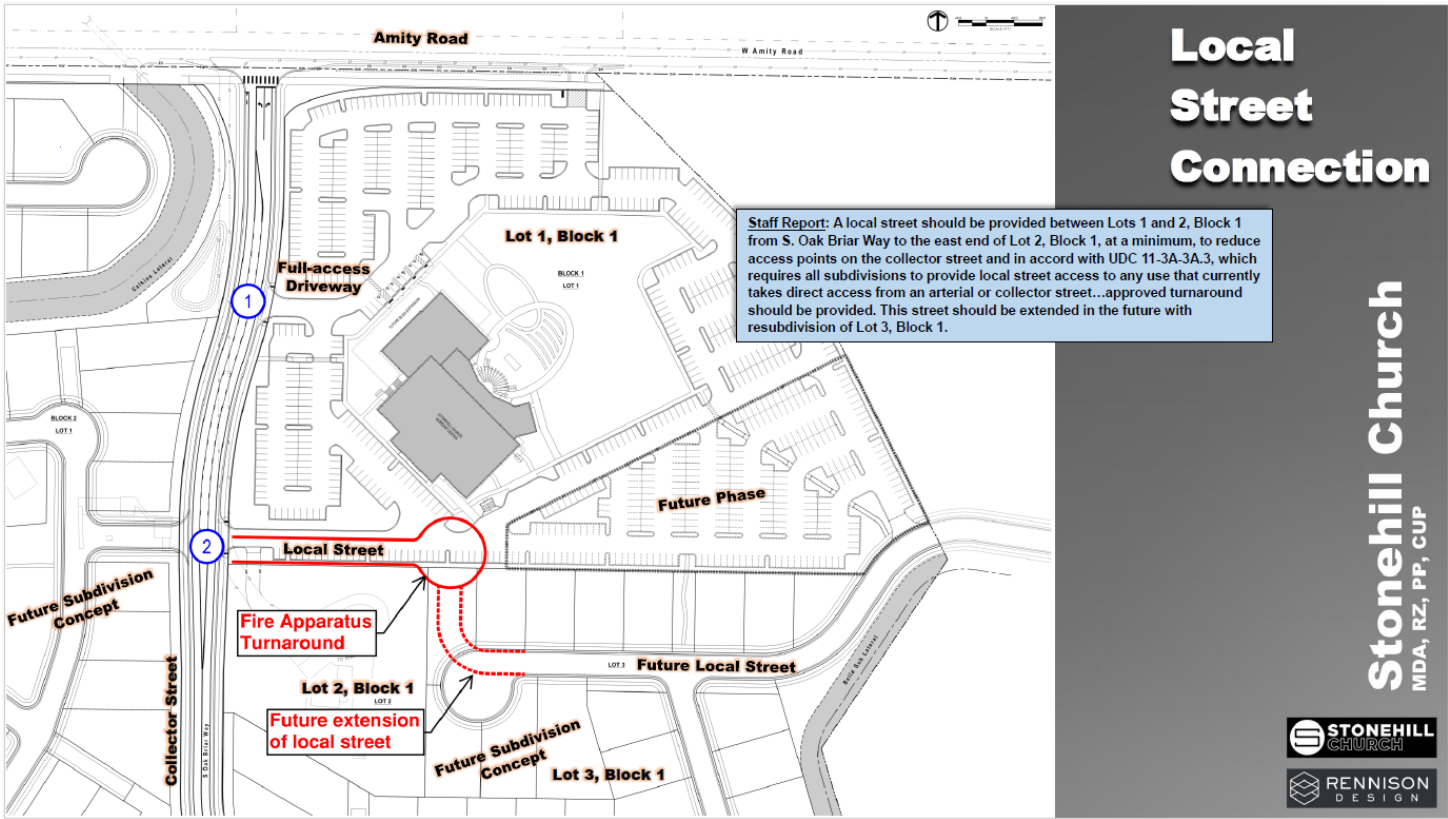 Amity Road
W Amity Road
SCALE (FT)
Local
Street
Connection
Lot 1, Block 1
Staff Report: A local street should be provided between Lots 1 and 2, Block 1
from S. Oak Briar Way to the east end of Lot 2, Block 1, at a minimum, to reduce
access points on the collector street and in accord with UDC 11-3A-3A.3, which
requires all subdivisions to provide local street access to any use that currently
takes direct access from an arterial or collector street…approved turnaround
should be provided. This street should be extended in the future with
resubdivision of Lot 3, Block 1.
Calkins Lateral
Full-access
Driveway
BLOCK 1
LOT 1
1
FUTURE BLDG EXPANSION
BLOCK 2
LOT 1
Future Phase
2
Local Street
Future Subdivision
Concept
Fire Apparatus
Turnaround
LOT 3
Future Local Street
Lot 2, Block 1
LOT 2
Future extension
of local street
Future Subdivision
Concept
Lot 3, Block 1
Collector Street
S Oak Briar Way
Stonehill Church
MDA, RZ, PP, CUP
STONEHILL
CHURCH
RENNISON
DESIGN